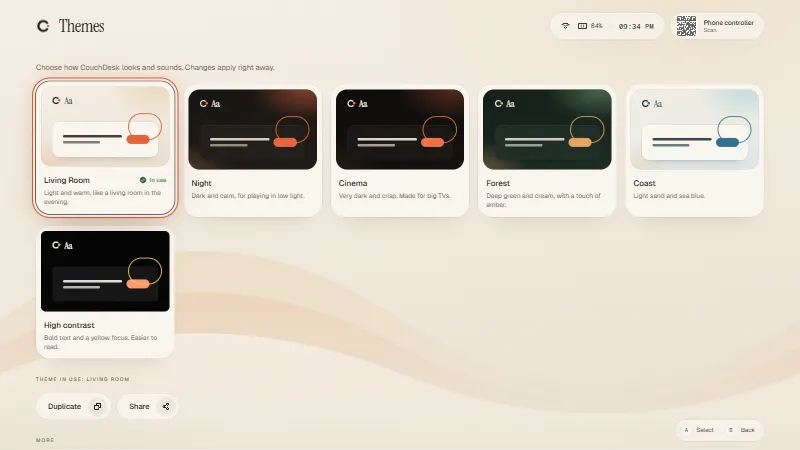 Themes
84%
09:34 PM
Phone controller
Scan
Choose how CouchDesk looks and sounds. Changes apply right away.
Aa
Living Room
In use
Light and warm, like a living room in the
evening.
Aa
Night
Dark and calm, for playing in low light.
Aa
Cinema
Very dark and crisp. Made for big TVs.
Aa
Forest
Deep green and cream, with a touch of
amber.
Aa
Coast
Light sand and sea blue.
Aa
High contrast
Bold text and a yellow focus. Easier to
read.
THEME IN USE: LIVING ROOM
Duplicate
Share
MORE
A Select B Back